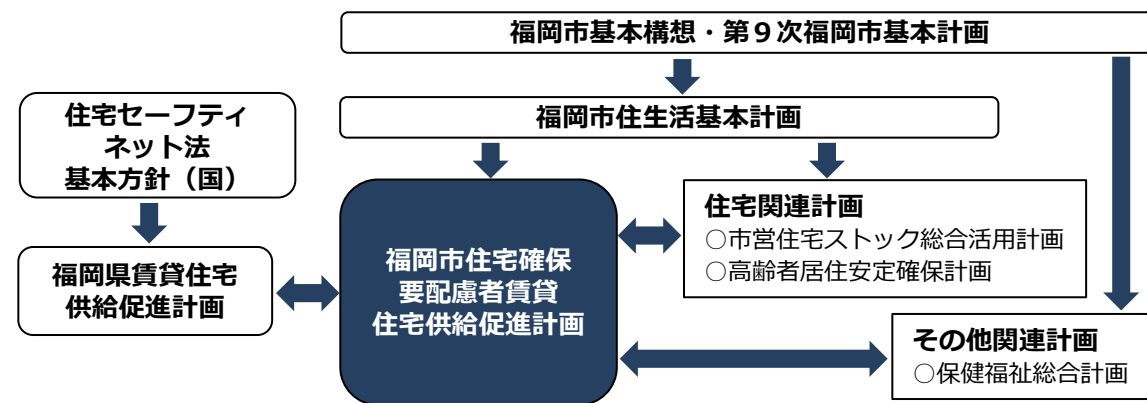 福岡市基本構想・第９次福岡市基本計画
福岡市住生活基本計画
住宅セーフティ
ネット法
基本方針（国）
福岡県賃貸住宅
供給促進計画
福岡市住宅確保
要配慮者賃貸
住宅供給促進計画
住宅関連計画
○市営住宅ストック総合活用計画
○高齢者居住安定確保計画
その他関連計画
○保健福祉総合計画